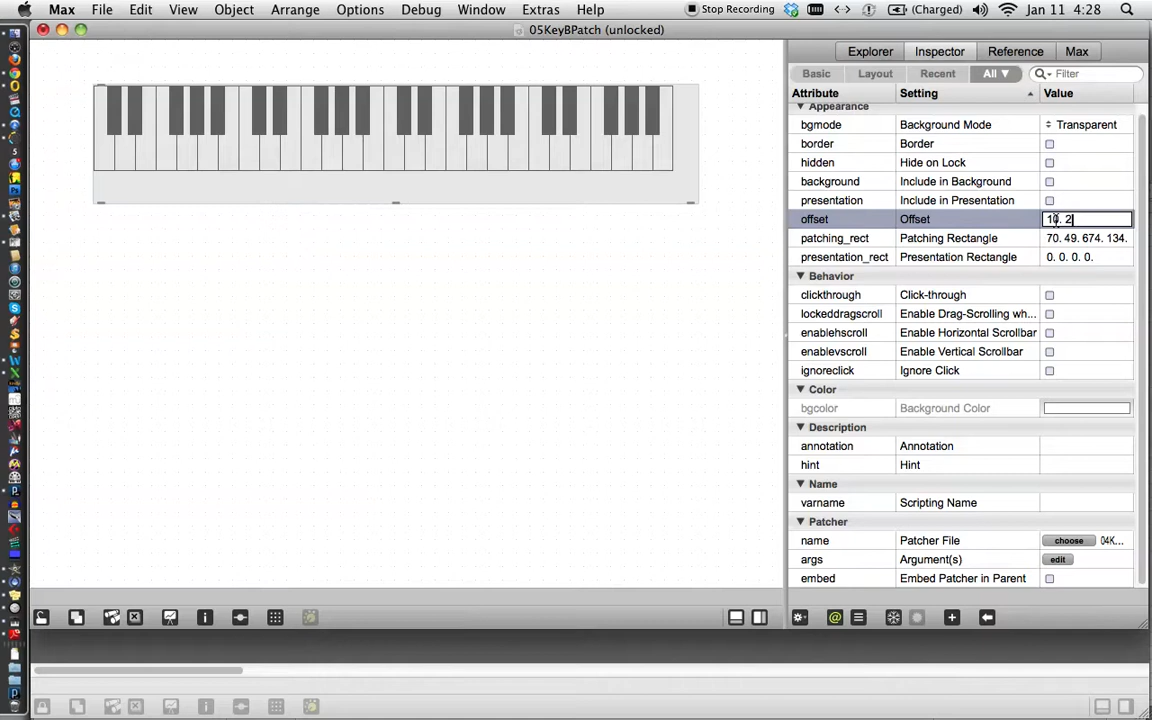 Max File Edit View Object Arrange Options Debug Window Extras Help Stop Recording (Charged) Jan 11 4:28
05KeyBPatch (unlocked)
Explorer Inspector Reference Max
Basic Layout Recent All ▼ Filter
Attribute Setting Value
Appearance
bgmode Background Mode Transparent
border Border
hidden Hide on Lock
background Include in Background
presentation Include in Presentation
offset Offset 10. 2
patching_rect Patching Rectangle 70. 49. 674. 134.
presentation_rect Presentation Rectangle 0. 0. 0. 0.
Behavior
clickthrough Click-through
lockeddragscroll Enable Drag-Scrolling wh...
enablehscroll Enable Horizontal Scrollbar
enablevscroll Enable Vertical Scrollbar
ignoreclick Ignore Click
Color
bgcolor Background Color
Description
annotation Annotation
hint Hint
Name
varname Scripting Name
Patcher
name Patcher File choose 04K...
args Argument(s) edit
embed Embed Patcher in Parent